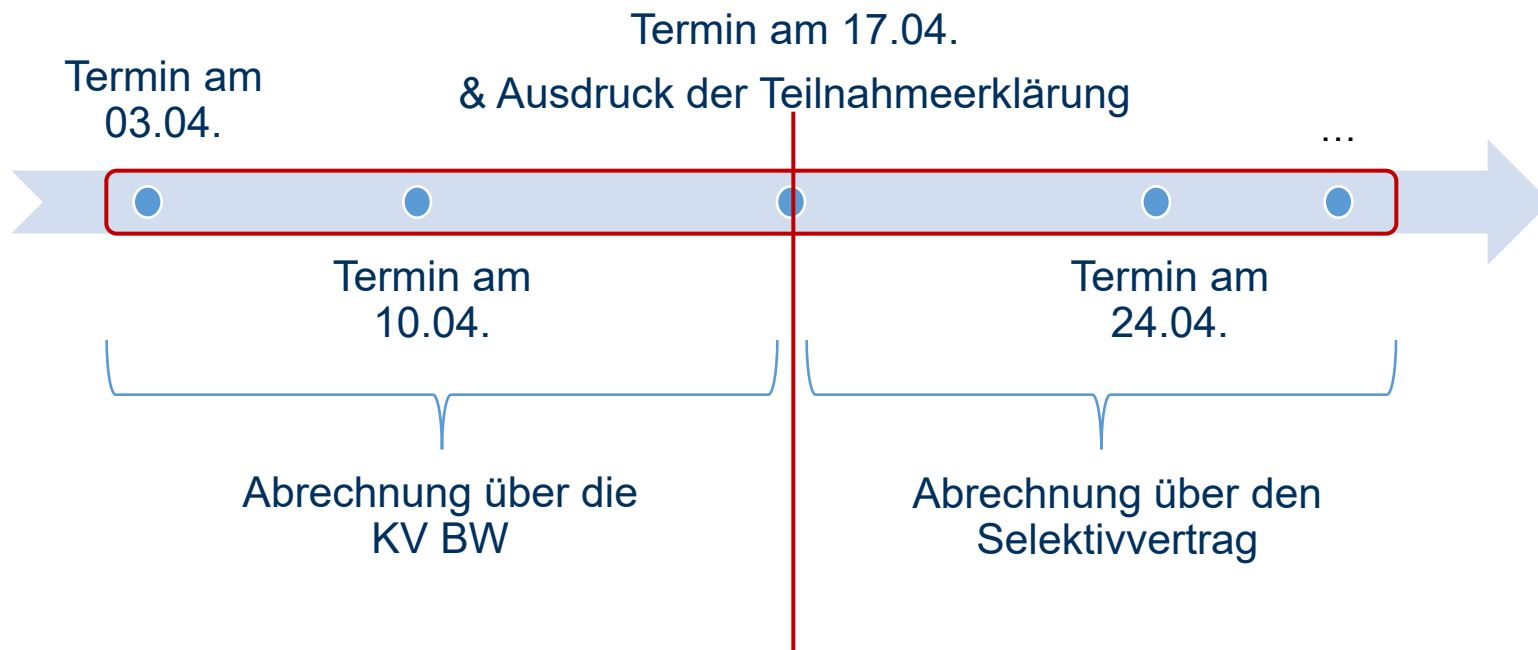 Termin am 17.04.
& Ausdruck der Teilnahmeerklärung
Termin am
03.04.
...
Termin am
10.04.
Termin am
24.04.
Abrechnung über die
KV BW
Abrechnung über den
Selektivvertrag